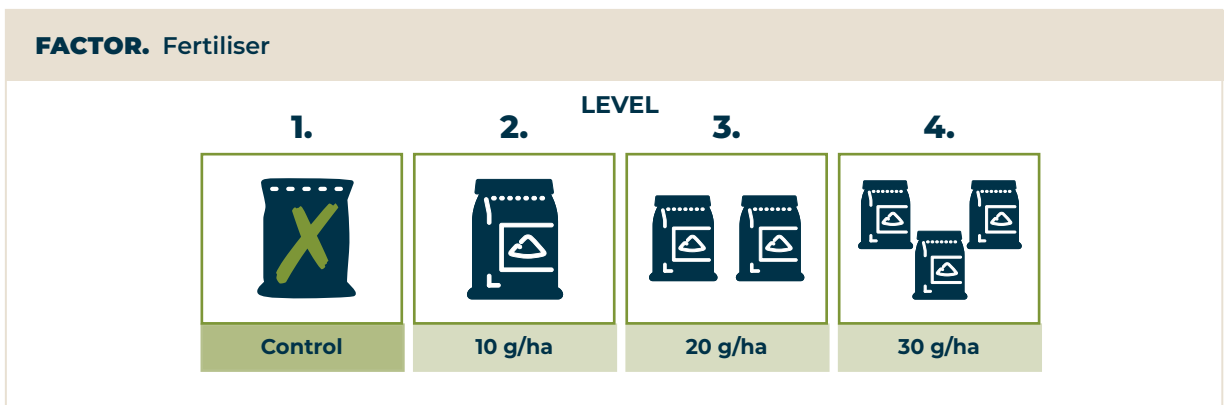 FACTOR. Fertiliser
LEVEL
1. 2. 3. 4.
Control 10 g/ha 20 g/ha 30 g/ha